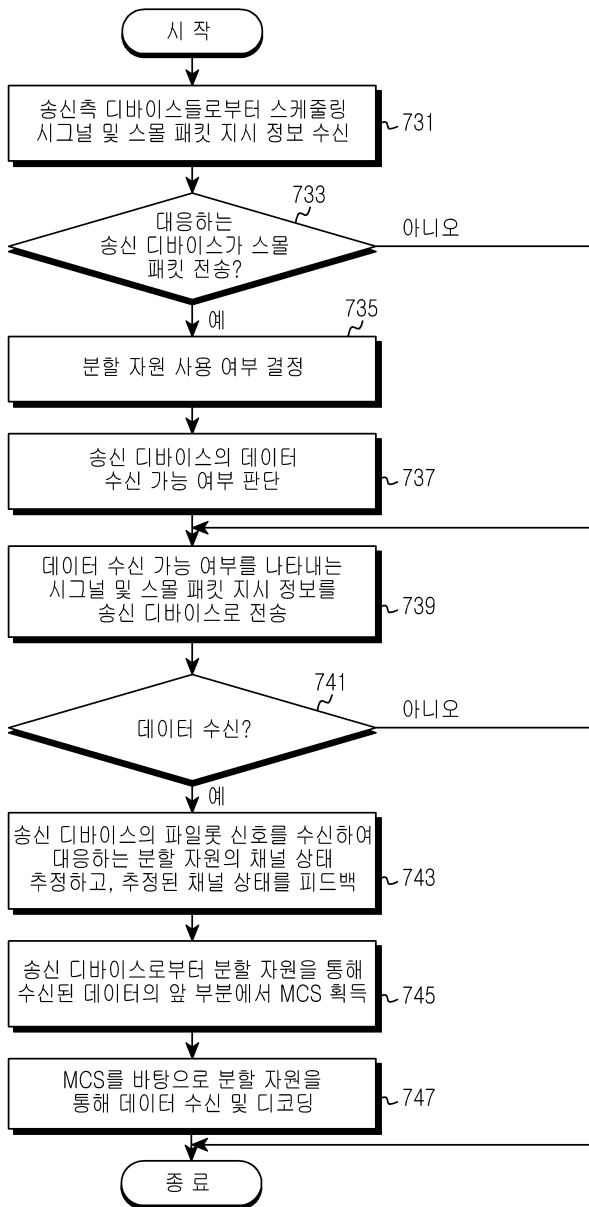 시 작
송신측 디바이스들로부터 스케줄링
시그널 및 스몰 패킷 지시 정보 수신
731
733
대응하는
송신 디바이스가 스몰
패킷 전송?
아니오
예
735
분할 자원 사용 여부 결정
송신 디바이스의 데이터
수신 가능 여부 판단
737
데이터 수신 가능 여부를 나타내는
시그널 및 스몰 패킷 지시 정보를
송신 디바이스로 전송
739
741
데이터 수신?
아니오
예
송신 디바이스의 파일롯 신호를 수신하여
대응하는 분할 자원의 채널 상태
추정하고, 추정된 채널 상태를 피드백
743
송신 디바이스로부터 분할 자원을 통해
수신된 데이터의 앞 부분에서 MCS 획득
745
MCS를 바탕으로 분할 자원을
통해 데이터 수신 및 디코딩
747
종 료